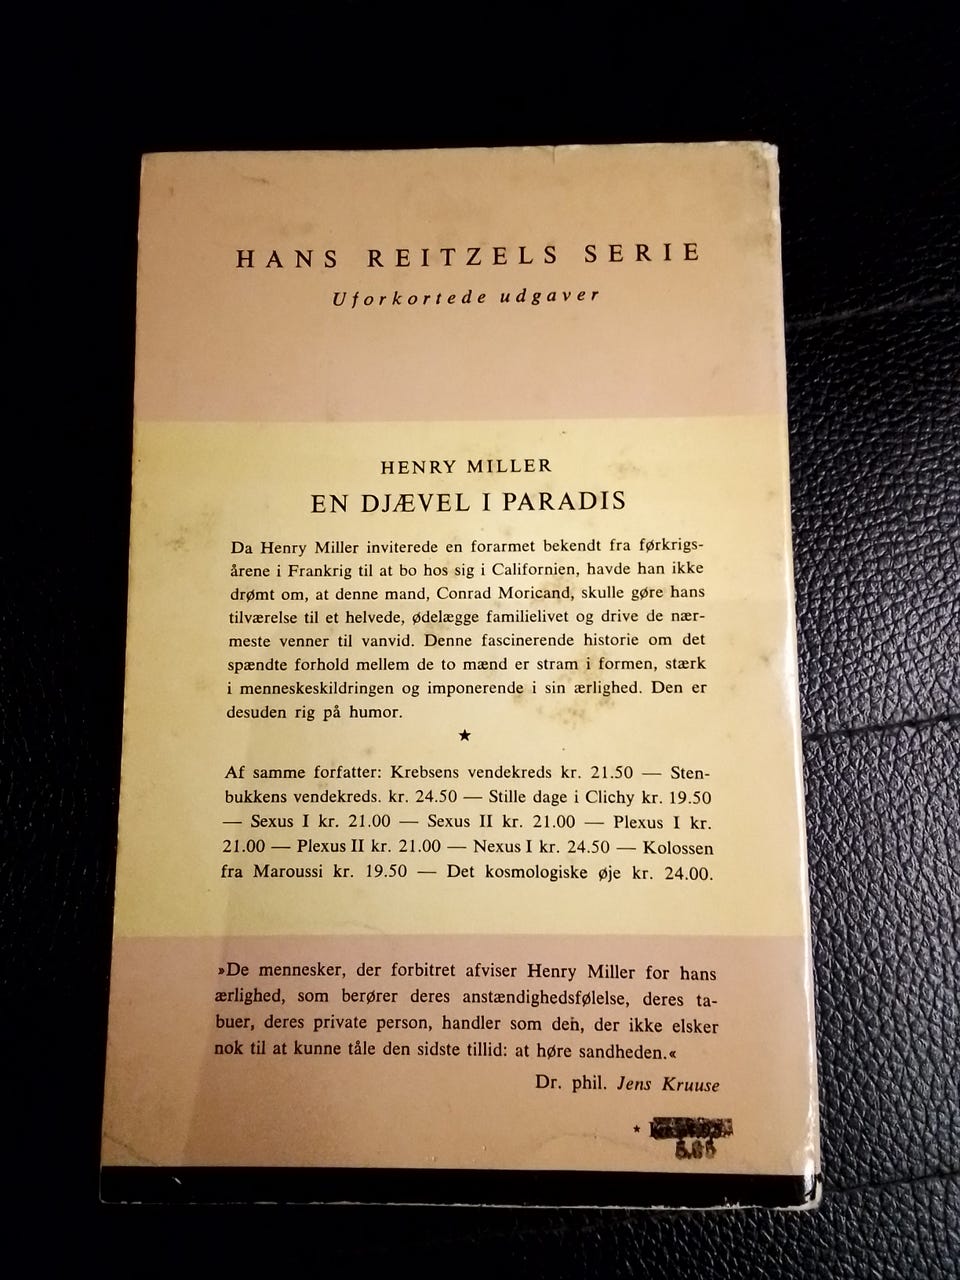 HANS REITZELS SERIE
Uforkortede udgaver
HENRY MILLER
EN DJÆVEL I PARADIS
Da Henry Miller inviterede en forarmet bekendt fra førkrigs-
årene i Frankrig til at bo hos sig i Californien, havde han ikke
drømt om, at denne mand, Conrad Moricand, skulle gøre hans
tilværelse til et helvede, ødelægge familielivet og drive de nær-
meste venner til vanvid. Denne fascinerende historie om det
spændte forhold mellem de to mænd er stram i formen, stærk
i menneskeskildringen og imponerende i sin ærlighed. Den er
desuden rig på humor.
★
Af samme forfatter: Krebsens vendekreds kr. 21.50 — Sten-
bukkens vendekreds. kr. 24.50 — Stille dage i Clichy kr. 19.50
— Sexus I kr. 21.00 — Sexus II kr. 21.00 — Plexus I kr.
21.00 — Plexus II kr. 21.00 — Nexus I kr. 24.50 — Kolossen
fra Maroussi kr. 19.50 — Det kosmologiske øje kr. 24.00.
»De mennesker, der forbitret afviser Henry Miller for hans
ærlighed, som berører deres anstændighedsfølelse, deres ta-
buer, deres private person, handler som den, der ikke elsker
nok til at kunne tåle den sidste tillid: at høre sandheden.«
Dr. phil. Jens Kruuse
★